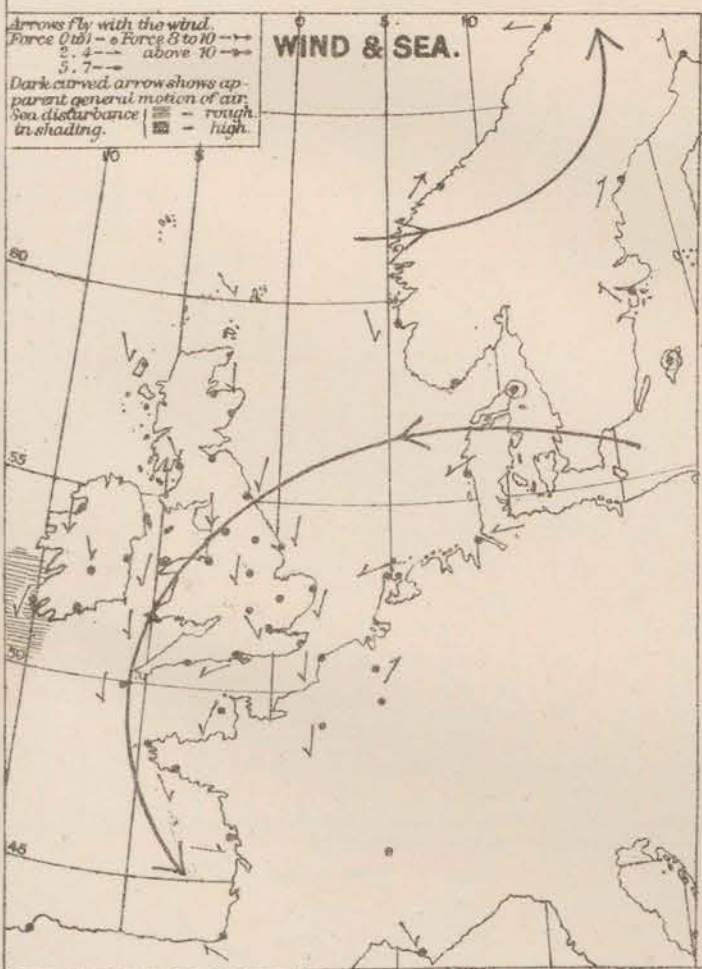 Arrows fly with the wind.
Force 0 to 1 Force 8 to 10
2. 4 above 10
5. 7
Dark curved arrow shows ap-
parent general motion of air.
Sea disturbance - rough.
in shading. - high.
WIND & SEA.
0 5 10
10 5
60
55
50
45